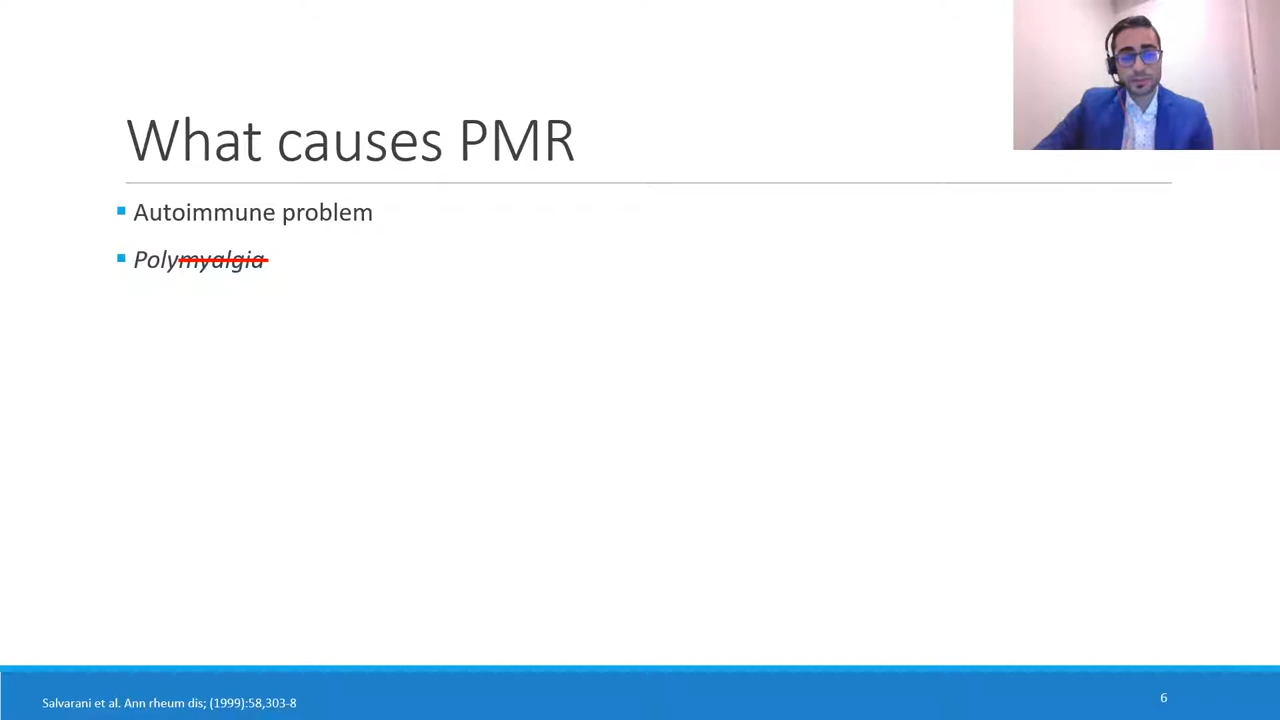 What causes PMR
Autoimmune problem
Polymyalgia
Salvarani et al. Ann rheum dis; (1999):58,303-8
6